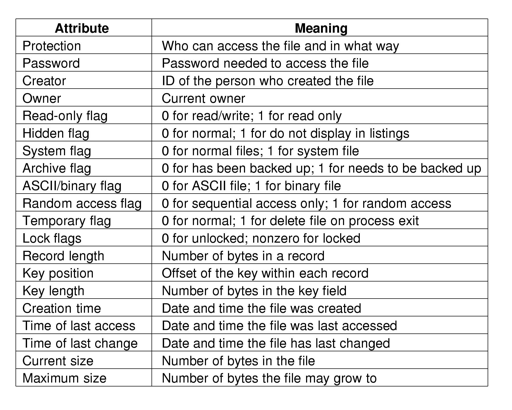 Attribute Meaning
Protection Who can access the file and in what way
Password Password needed to access the file
Creator ID of the person who created the file
Owner Current owner
Read-only flag 0 for read/write; 1 for read only
Hidden flag 0 for normal; 1 for do not display in listings
System flag 0 for normal files; 1 for system file
Archive flag 0 for has been backed up; 1 for needs to be backed up
ASCII/binary flag 0 for ASCII file; 1 for binary file
Random access flag 0 for sequential access only; 1 for random access
Temporary flag 0 for normal; 1 for delete file on process exit
Lock flags 0 for unlocked; nonzero for locked
Record length Number of bytes in a record
Key position Offset of the key within each record
Key length Number of bytes in the key field
Creation time Date and time the file was created
Time of last access Date and time the file was last accessed
Time of last change Date and time the file has last changed
Current size Number of bytes in the file
Maximum size Number of bytes the file may grow to